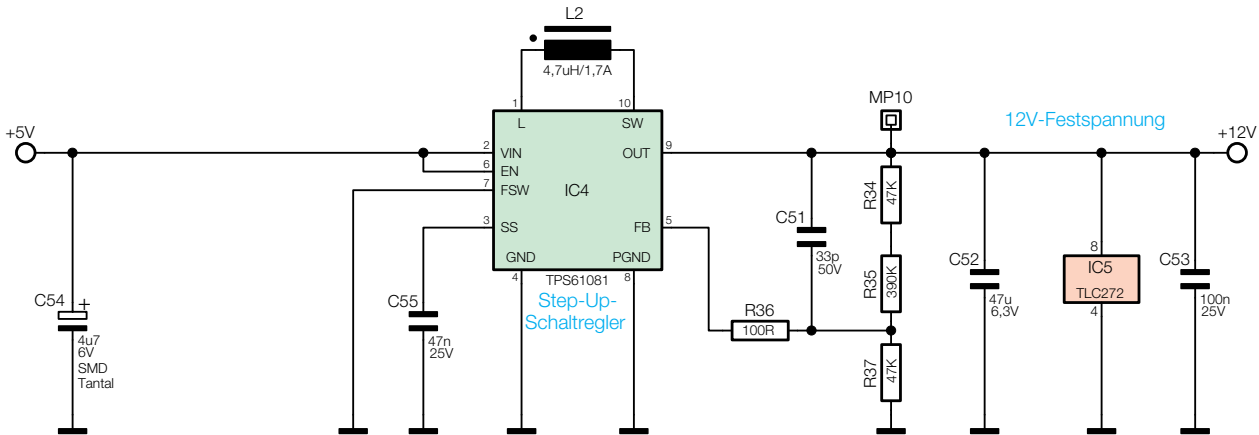 L2
4,7uH/1,7A
1
10
MP10
12V-Festspannung
+5V
+12V
L
SW
2
VIN
OUT
9
6
EN
7
FSW
IC4
3
SS
FB
5
GND
PGND
4
TPS61081
8
Step-Up-
Schaltregler
C54
+
4u7
6V
SMD
Tantal
C55
47n
25V
R36
100R
C51
33p
50V
R34
47K
R35
390K
R37
47K
C52
47u
6,3V
8
IC5
TLC272
4
C53
100n
25V